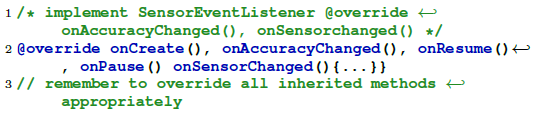 1 /* implement SensorEventListener @override ↩
onAccuracyChanged(), onSensorchanged() */
2 @override onCreate(), onAccuracyChanged(), onResume()↩
, onPause() onSensorChanged(){...}}
3 // remember to override all inherited methods ↩
appropriately